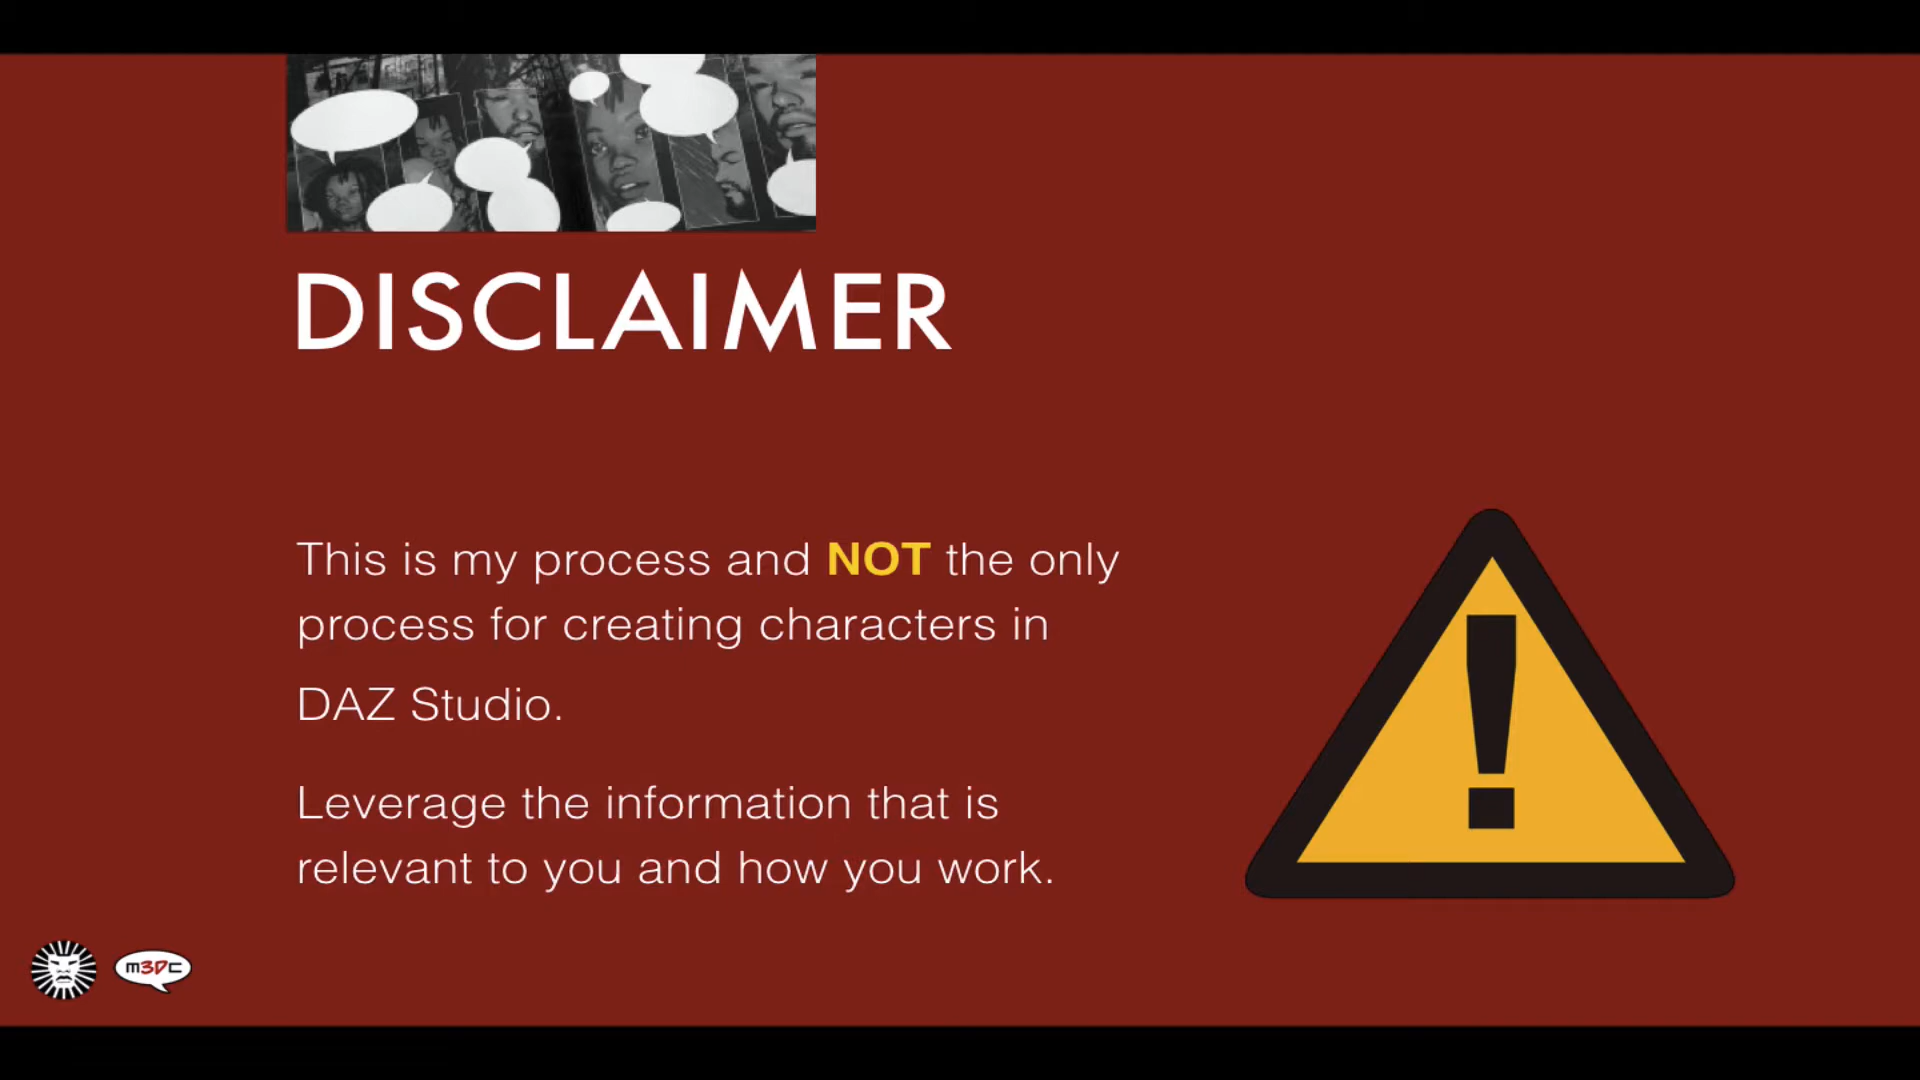 DISCLAIMER
This is my process and NOT the only
process for creating characters in
DAZ Studio.
Leverage the information that is
relevant to you and how you work.
!
m3DC